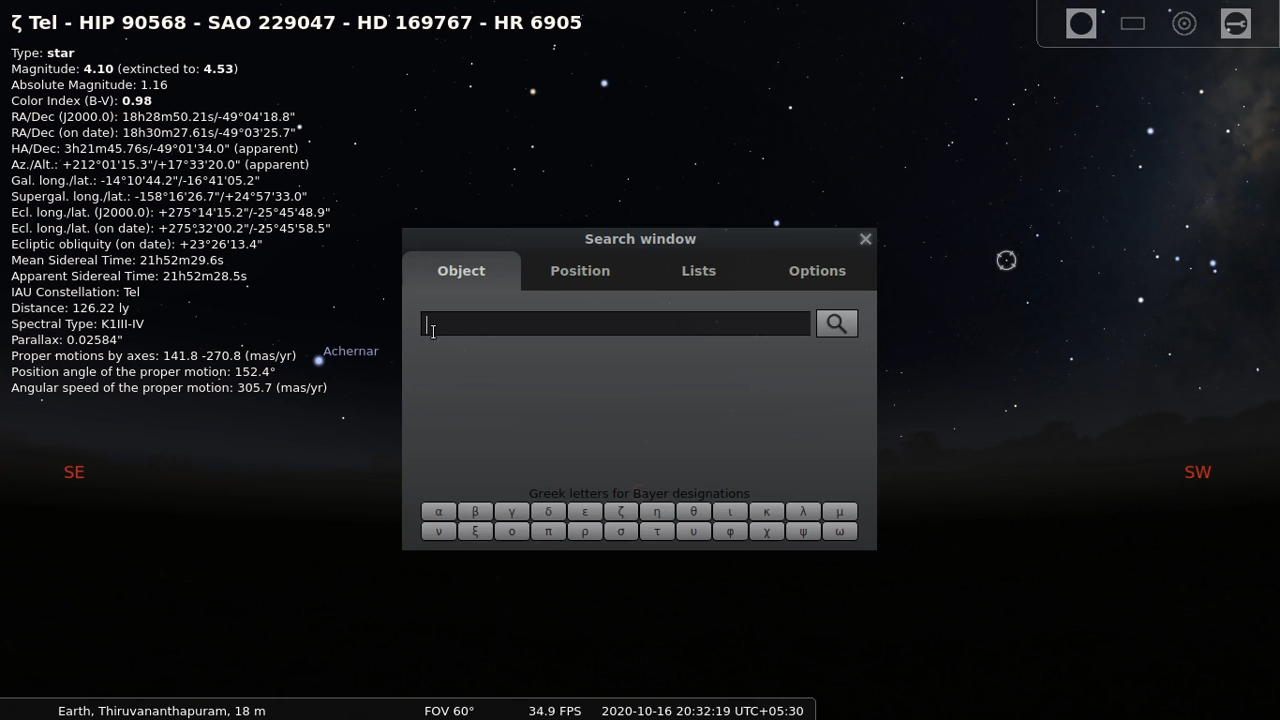 ζ Tel - HIP 90568 - SAO 229047 - HD 169767 - HR 6905
Type: star
Magnitude: 4.10 (extincted to: 4.53)
Absolute Magnitude: 1.16
Color Index (B-V): 0.98
RA/Dec (J2000.0): 18h28m50.21s/-49°04'18.8"
RA/Dec (on date): 18h30m27.61s/-49°03'25.7"
HA/Dec: 3h21m45.76s/-49°01'34.0" (apparent)
Az./Alt.: +212°01'15.3"/+17°33'20.0" (apparent)
Gal. long./lat.: -14°10'44.2"/-16°41'05.2"
Supergal. long./lat.: -158°16'26.7"/+24°57'33.0"
Ecl. long./lat. (J2000.0): +275°14'15.2"/-25°45'48.9"
Ecl. long./lat. (on date): +275°32'00.2"/-25°45'58.5"
Ecliptic obliquity (on date): +23°26'13.4"
Mean Sidereal Time: 21h52m29.6s
Apparent Sidereal Time: 21h52m28.5s
IAU Constellation: Tel
Distance: 126.22 ly
Spectral Type: K1III-IV
Parallax: 0.02584"
Proper motions by axes: 141.8 -270.8 (mas/yr)
Position angle of the proper motion: 152.4°
Angular speed of the proper motion: 305.7 (mas/yr)
Achernar
Search window
Object Position Lists Options
Greek letters for Bayer designations
α β γ δ ε ζ η θ ι κ λ μ
ν ξ ο π ρ σ τ υ φ χ ψ ω
SE
SW
Earth, Thiruvananthapuram, 18 m FOV 60° 34.9 FPS 2020-10-16 20:32:19 UTC+05:30